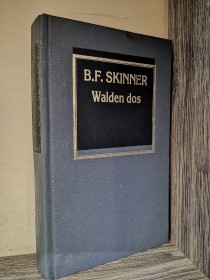 B.F. SKINNER
Walden dos